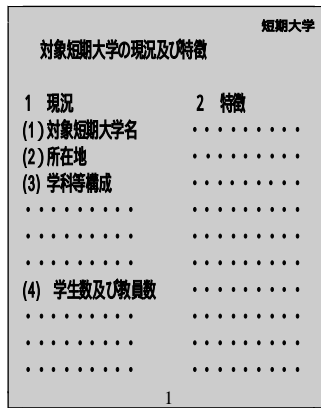 短期大学
対象短期大学の現況及び特徴
1 現況
(1)対象短期大学名
(2)所在地
(3) 学科等構成
・・・・・・・・・
・・・・・・・・・
・・・・・・・・・
(4) 学生数及び教員数
・・・・・・・・・
・・・・・・・・・
・・・・・・・・・
2 特徴
・・・・・・・・・
・・・・・・・・・
・・・・・・・・・
・・・・・・・・・
・・・・・・・・・
・・・・・・・・・
・・・・・・・・・
・・・・・・・・・
・・・・・・・・・
・・・・・・・・・
1